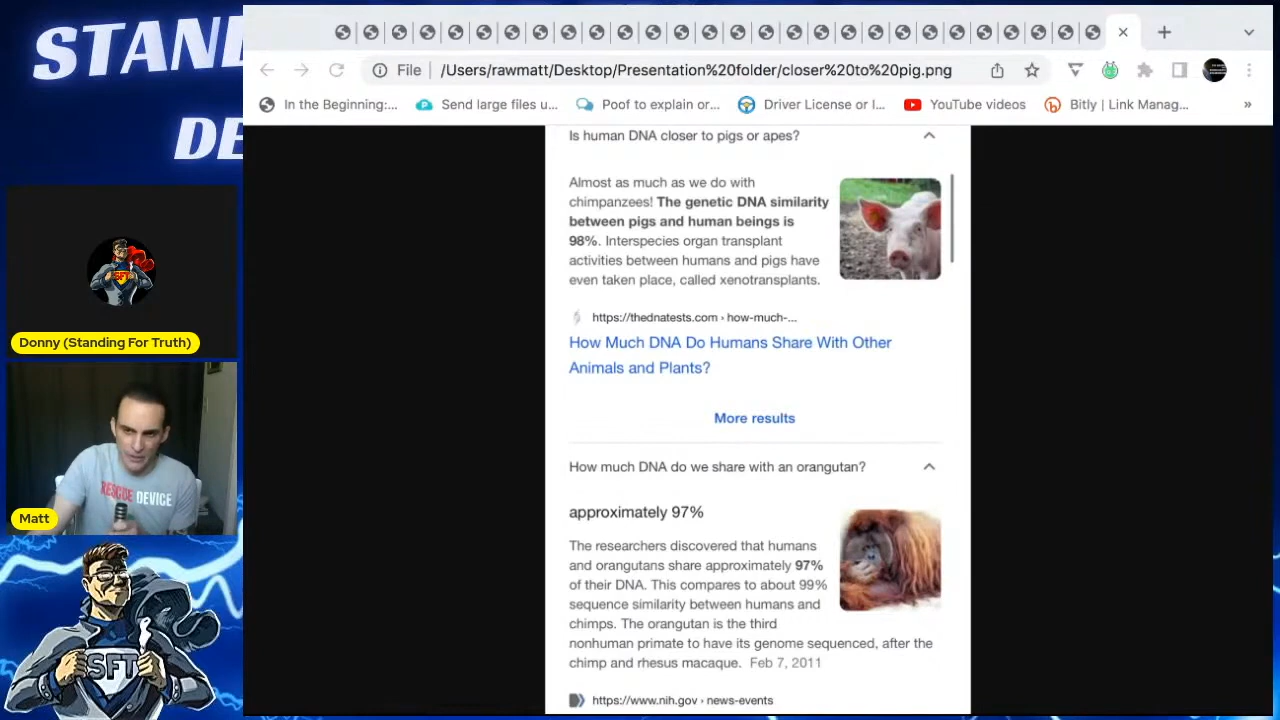 STAND
DE
File
/Users/rawmatt/Desktop/Presentation%20folder/closer%20to%20pig.png
In the Beginning:...
Send large files u...
Poof to explain or...
Driver License or I...
YouTube videos
Bitly | Link Manag...
»
Is human DNA closer to pigs or apes?
Almost as much as we do with
chimpanzees! The genetic DNA similarity
between pigs and human beings is
98%. Interspecies organ transplant
activities between humans and pigs have
even taken place, called xenotransplants.
https://thednatests.com › how-much-...
How Much DNA Do Humans Share With Other
Animals and Plants?
More results
How much DNA do we share with an orangutan?
approximately 97%
The researchers discovered that humans
and orangutans share approximately 97%
of their DNA. This compares to about 99%
sequence similarity between humans and
chimps. The orangutan is the third
nonhuman primate to have its genome sequenced, after the
chimp and rhesus macaque. Feb 7, 2011
https://www.nih.gov › news-events
SFT
Donny (Standing For Truth)
RESCUE DEVICE
Matt
SFT